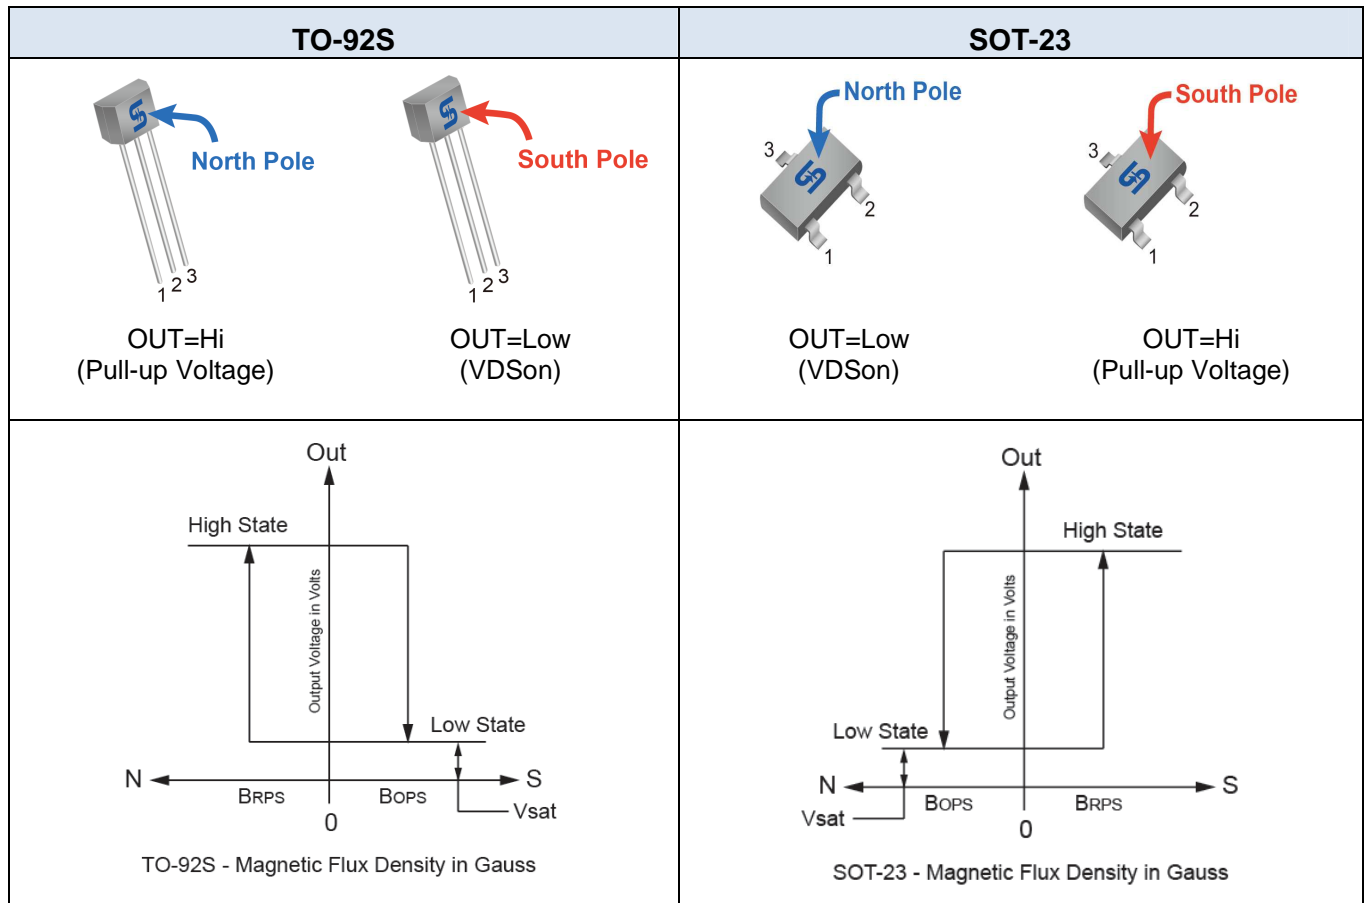 TO-92S
North Pole
South Pole
1 2 3
1 2 3
OUT=Hi
(Pull-up Voltage)
OUT=Low
(VDSon)
SOT-23
North Pole
South Pole
3
2
1
3
2
1
OUT=Low
(VDSon)
OUT=Hi
(Pull-up Voltage)
Out
High State
Output Voltage in Volts
Low State
N
S
BRPS
BOPS
Vsat
0
TO-92S - Magnetic Flux Density in Gauss
Out
High State
Output Voltage in Volts
Low State
N
S
BOPS
BRPS
Vsat
0
SOT-23 - Magnetic Flux Density in Gauss